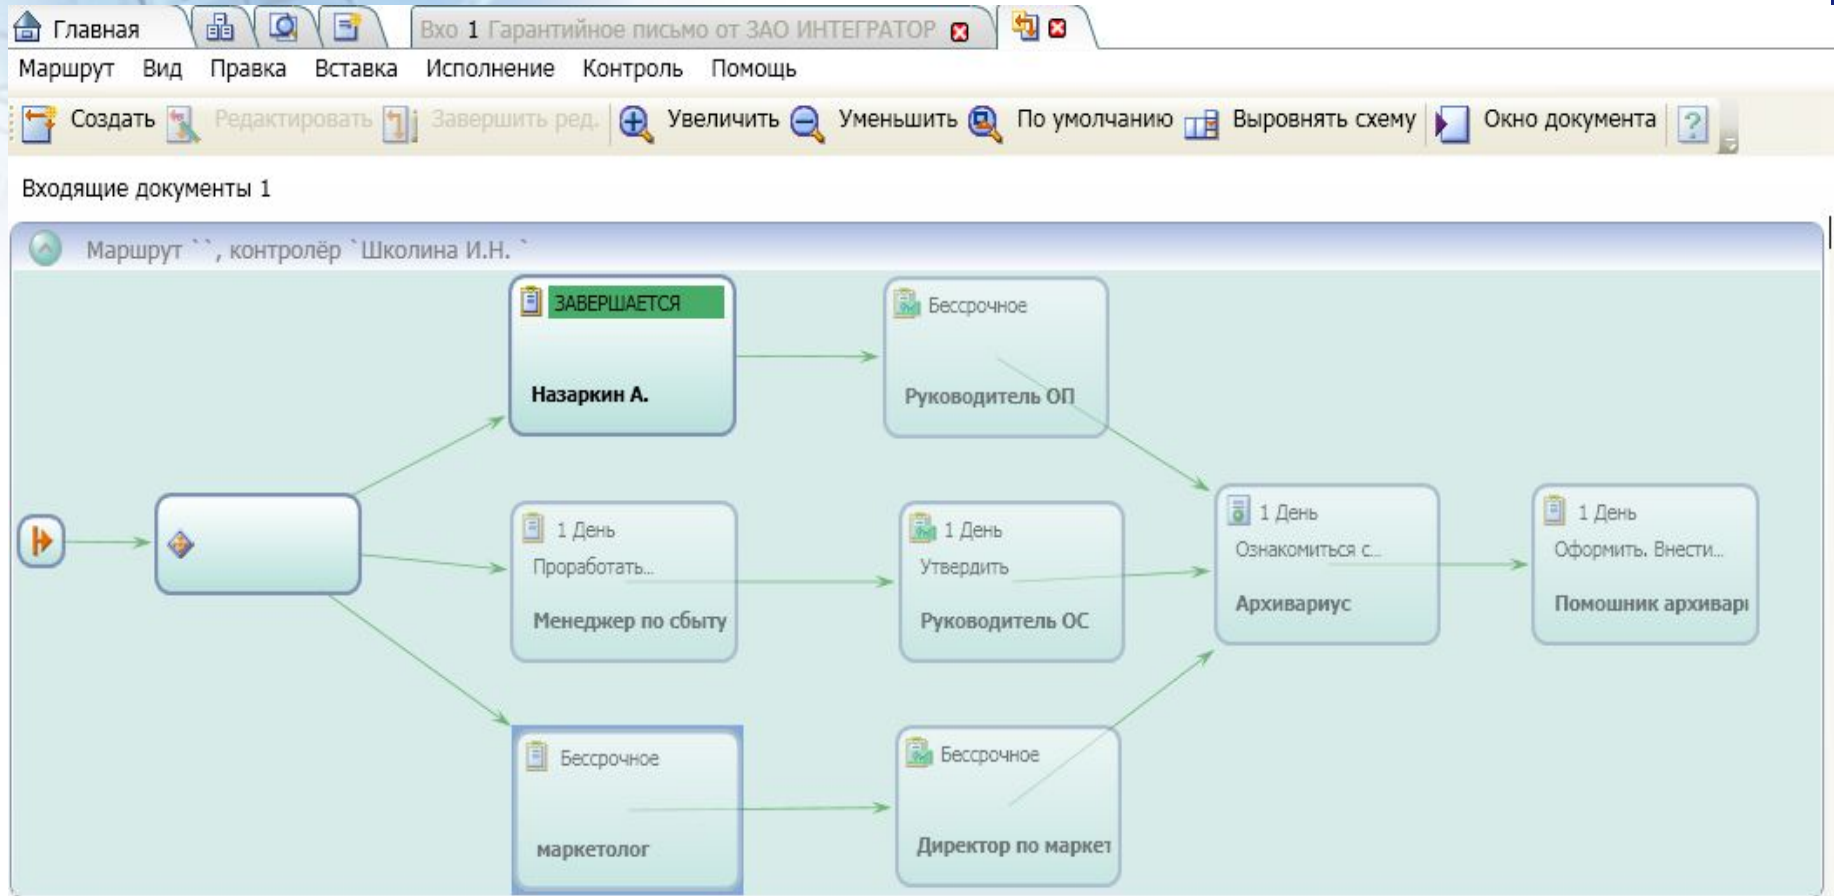 Главная
Вхо 1 Гарантийное письмо от ЗАО ИНТЕГРАТОР
Маршрут Вид Правка Вставка Исполнение Контроль Помощь
Создать Редактировать Завершить ред. Увеличить Уменьшить По умолчанию Выровнять схему Окно документа
Входящие документы 1
Маршрут ``, контролёр `Школина И.Н. `
ЗАВЕРШАЕТСЯ
Назаркин А.
Бессрочное
Руководитель ОП
1 День
Проработать...
Менеджер по сбыту
1 День
Утвердить
Руководитель ОС
1 День
Ознакомиться с...
Архивариус
1 День
Оформить. Внести...
Помошник архивари
Бессрочное
маркетолог
Бессрочное
Директор по маркет